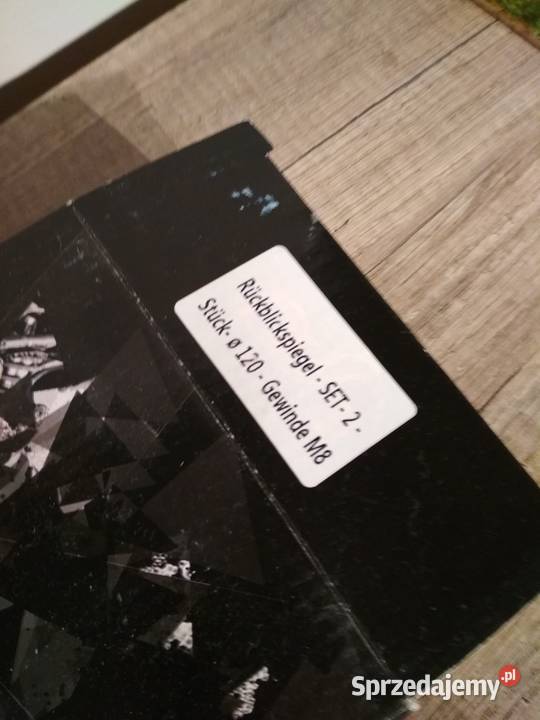 Rückblickspiegel - SET - 2 -
Stück- ø 120 - Gewinde M8
Sprzedajemy.pl